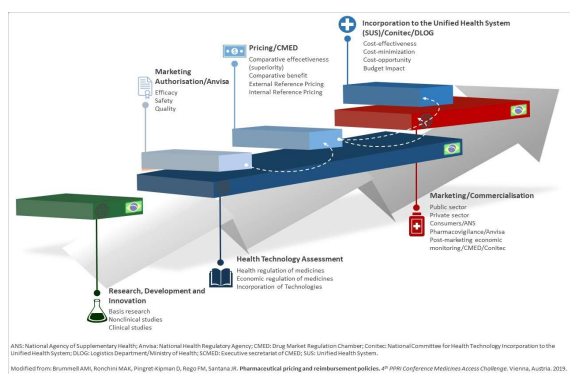 Incorporation to the Unified Health System
(SUS)/Conitec/DLOG
Cost-effectiveness
Cost-minimization
Cost-opportunity
Budget Impact
Pricing/CMED
Comparative effecetiveness
(superiority)
Comparative benefit
External Reference Pricing
Internal Reference Pricing
Marketing
Authorisation/Anvisa
Efficacy
Safety
Quality
Marketing/Commercialisation
Public sector
Private sector
Consumers/ANS
Pharmacovigilance/Anvisa
Post-marketing economic
monitoring/CMED/Conitec
Health Technology Assessment
Health regulation of medicines
Economic regulation of medicines
Incorporation of Technologies
Research, Development and
Innovation
Basis research
Nonclinical studies
Clinical studies
ANS: National Agency of Supplementary Health; Anvisa: National Health Regulatory Agency; CMED: Drug Market Regulation Chamber; Conitec: National Committee for Health Technology Incorporation to the
Unified Health System; DLOG: Logistics Department/Ministry of Health; SCMED: Executive secretariat of CMED; SUS: Unified Health System.
Modified from: Brummell AMI, Ronchini MAK, Pingret-Kipman D, Rego FM, Santana JR. Pharmaceutical pricing and reimbursement policies. 4th PPRI Conference Medicines Access Challenge. Vienna, Austria. 2019.